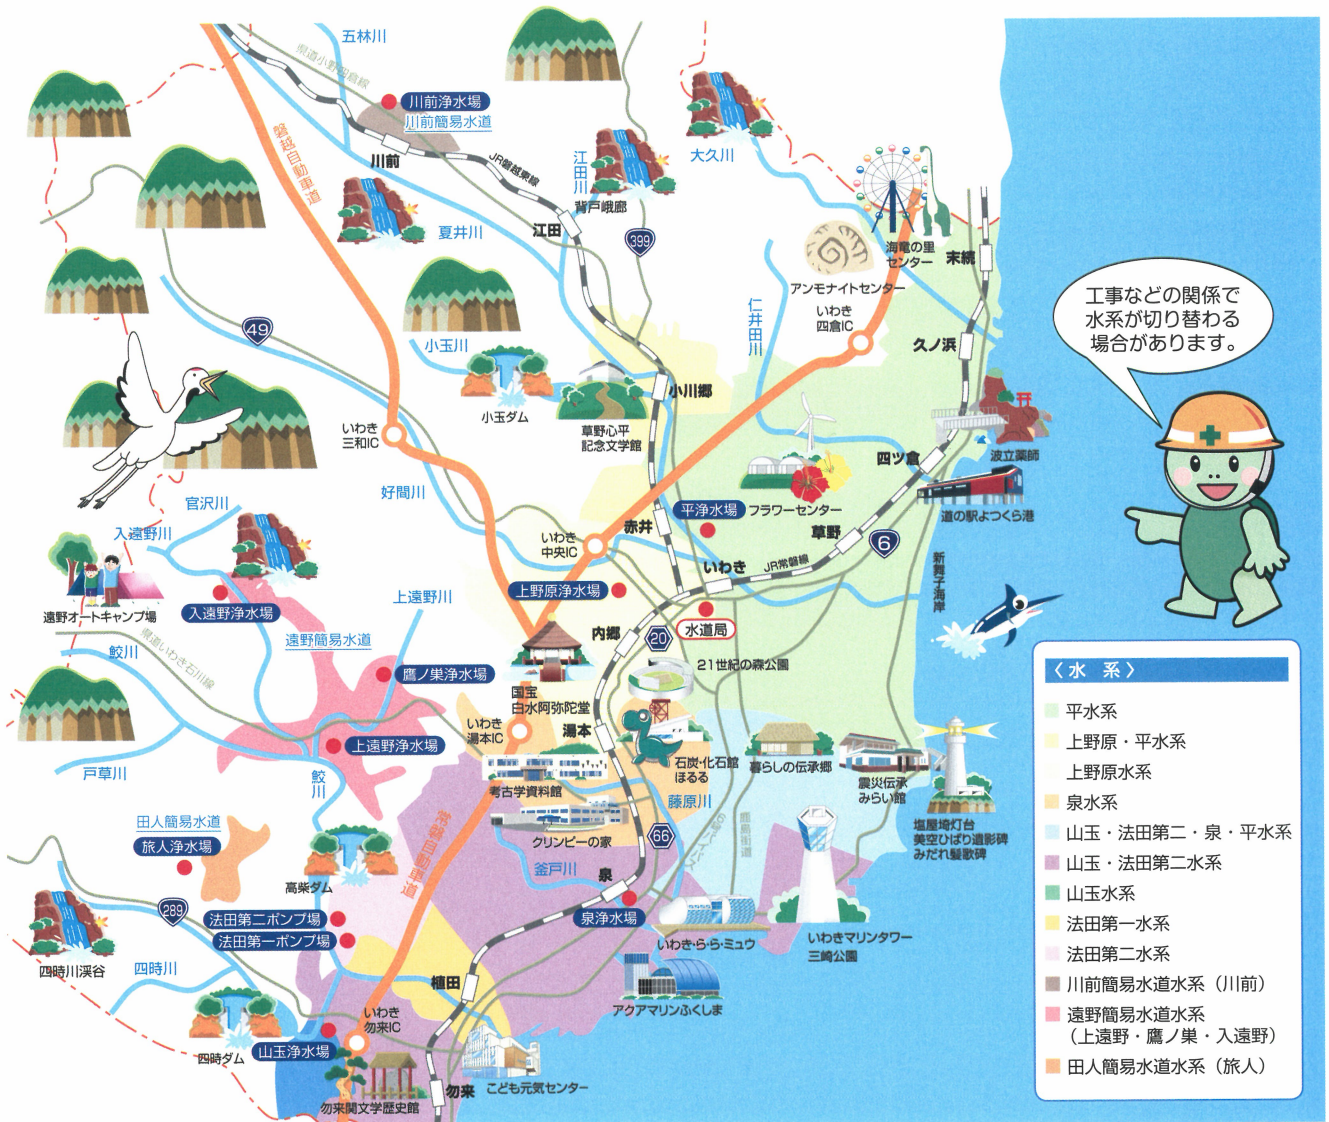 五林川
県道小野四倉線
川前浄水場
川前簡易水道
川前
JR磐越東線
磐越自動車道
江田川
背戸峨廊
大久川
夏井川
江田
399
海竜の里
センター
末続
アンモナイトセンター
いわき
四倉IC
仁井田川
久ノ浜
49
小玉川
小玉ダム
草野心平
記念文学館
小川郷
いわき
三和IC
好間川
四ツ倉
波立薬師
フラワーセンター
道の駅よつくら港
官沢川
入遠野川
平浄水場
赤井
草野
いわき
中央IC
6
いわき
JR常磐線
新舞子海岸
遠野オートキャンプ場
入遠野浄水場
上野原浄水場
上遠野川
水道局
内郷
20
遠野簡易水道
県道いわき石川線
鮫川
21世紀の森公園
鷹ノ巣浄水場
国宝
白水阿弥陀堂
いわき
湯本IC
湯本
上遠野浄水場
石炭・化石館
ほるる
暮らしの伝承郷
震災伝承
みらい館
戸草川
鮫川
考古学資料館
藤原川
鹿島街道
塩屋埼灯台
美空ひばり遺影碑
みだれ髪歌碑
田人簡易水道
旅人浄水場
常磐自動車道
クリンピーの家
66
釜戸川
高柴ダム
泉
泉浄水場
289
法田第二ポンプ場
法田第一ポンプ場
いわき・ら・ら・ミュウ
いわきマリンタワー
三崎公園
四時川渓谷
四時川
植田
アクアマリンふくしま
いわき
勿来IC
四時ダム
山玉浄水場
こども元気センター
勿来
勿来関文学歴史館
工事などの関係で
水系が切り替わる
場合があります。
〈水 系〉
平水系
上野原・平水系
上野原水系
泉水系
山玉・法田第二・泉・平水系
山玉・法田第二水系
山玉水系
法田第一水系
法田第二水系
川前簡易水道水系（川前）
遠野簡易水道水系
（上遠野・鷹ノ巣・入遠野）
田人簡易水道水系（旅人）